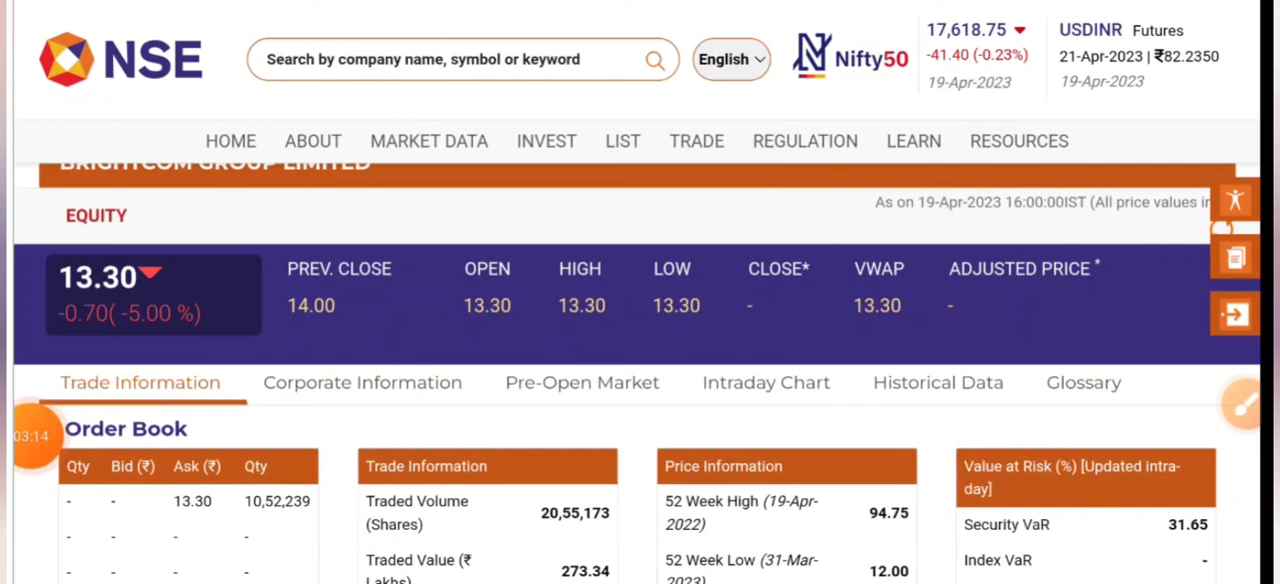 NSE
Search by company name, symbol or keyword
English
Nifty50
17,618.75
-41.40 (-0.23%)
19-Apr-2023
USDINR Futures
21-Apr-2023 | ₹82.2350
19-Apr-2023
HOME ABOUT MARKET DATA INVEST LIST TRADE REGULATION LEARN RESOURCES
BRIGHTCOM GROUP LIMITED
EQUITY
As on 19-Apr-2023 16:00:00IST (All price values in
13.30
-0.70( -5.00 %)
PREV. CLOSE OPEN HIGH LOW CLOSE* VWAP ADJUSTED PRICE *
14.00 13.30 13.30 13.30 - 13.30 -
Trade Information Corporate Information Pre-Open Market Intraday Chart Historical Data Glossary
03:14
Order Book
Qty Bid (₹) Ask (₹) Qty
- - 13.30 10,52,239
- - - -
- - - -
Trade Information
Traded Volume
(Shares) 20,55,173
Traded Value (₹
Lakhs) 273.34
Price Information
52 Week High (19-Apr-
2022) 94.75
52 Week Low (31-Mar-
2023) 12.00
Value at Risk (%) [Updated intra-
day]
Security VaR 31.65
Index VaR -